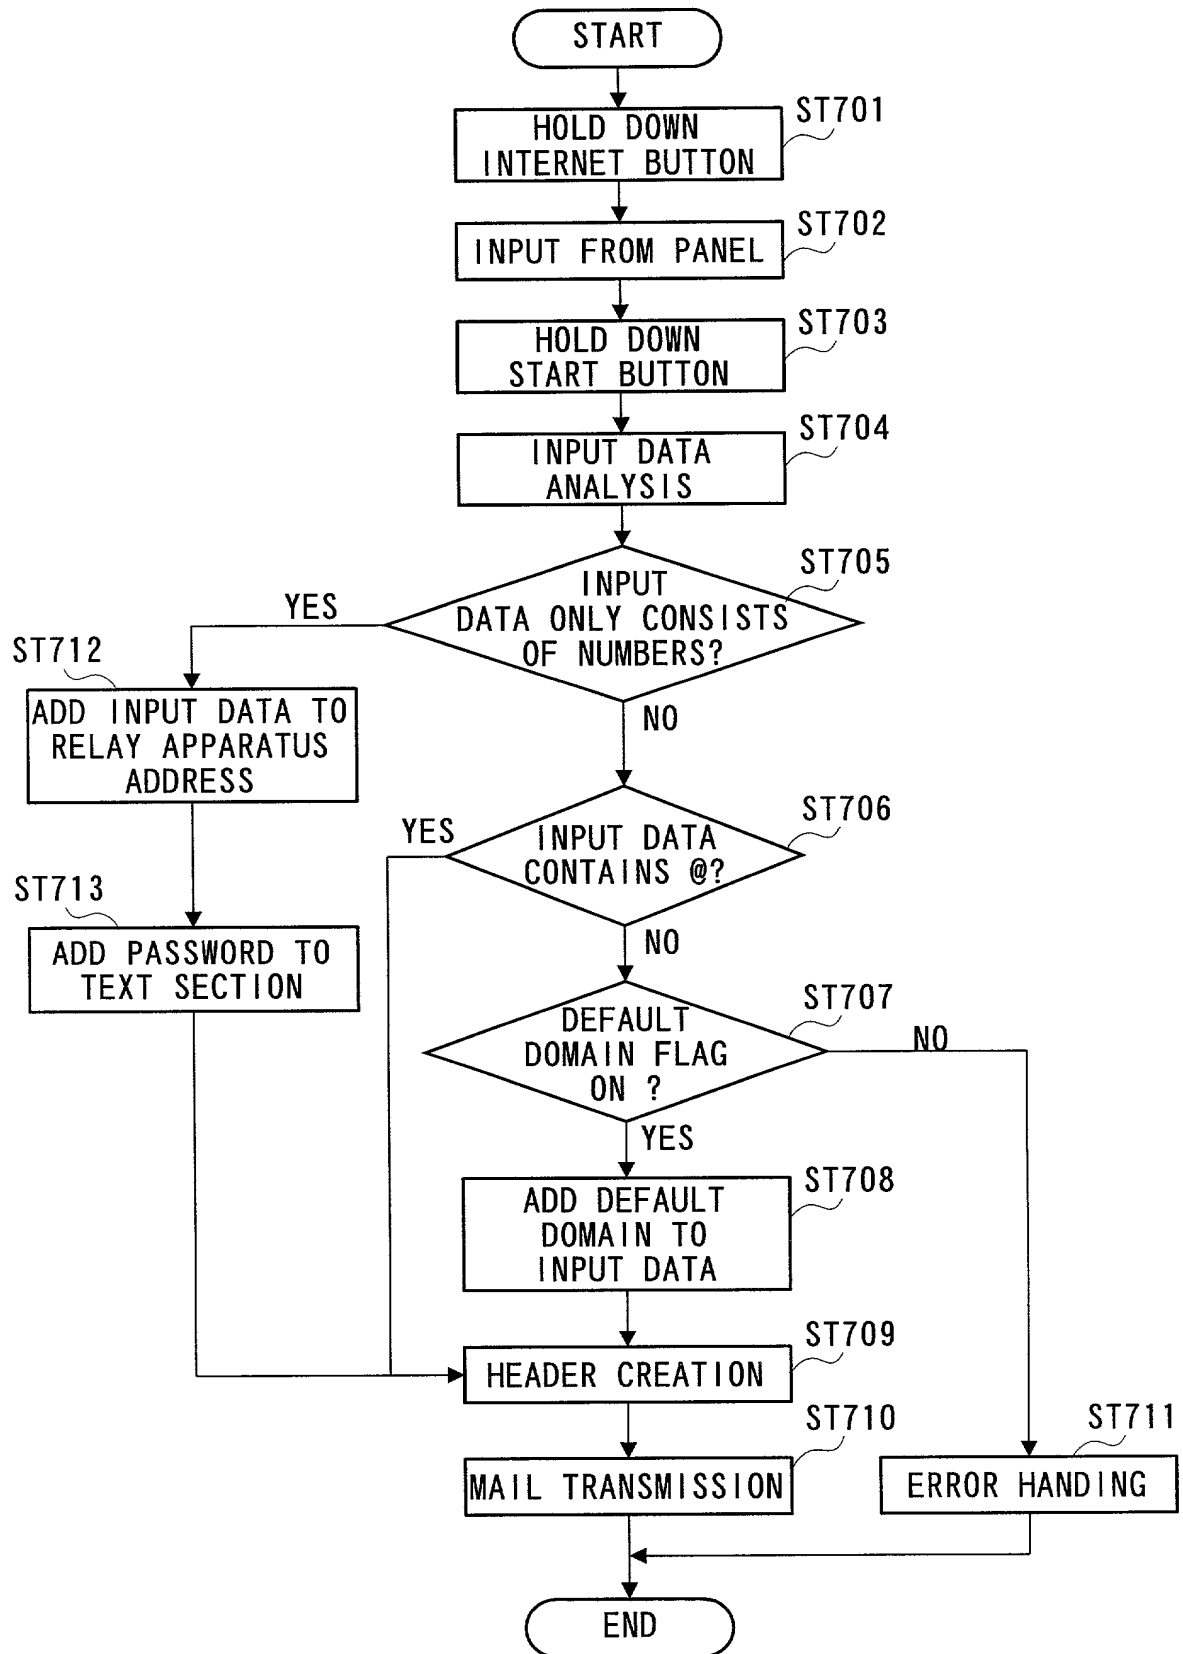 START
ST701
HOLD DOWN
INTERNET BUTTON
ST702
INPUT FROM PANEL
ST703
HOLD DOWN
START BUTTON
ST704
INPUT DATA
ANALYSIS
ST705
INPUT
DATA ONLY CONSISTS
OF NUMBERS?
YES
NO
ST712
ADD INPUT DATA TO
RELAY APPARATUS
ADDRESS
ST706
INPUT DATA
CONTAINS @?
YES
NO
ST713
ADD PASSWORD TO
TEXT SECTION
ST707
DEFAULT
DOMAIN FLAG
ON ?
NO
YES
ST708
ADD DEFAULT
DOMAIN TO
INPUT DATA
ST709
HEADER CREATION
ST710
MAIL TRANSMISSION
ST711
ERROR HANDING
END